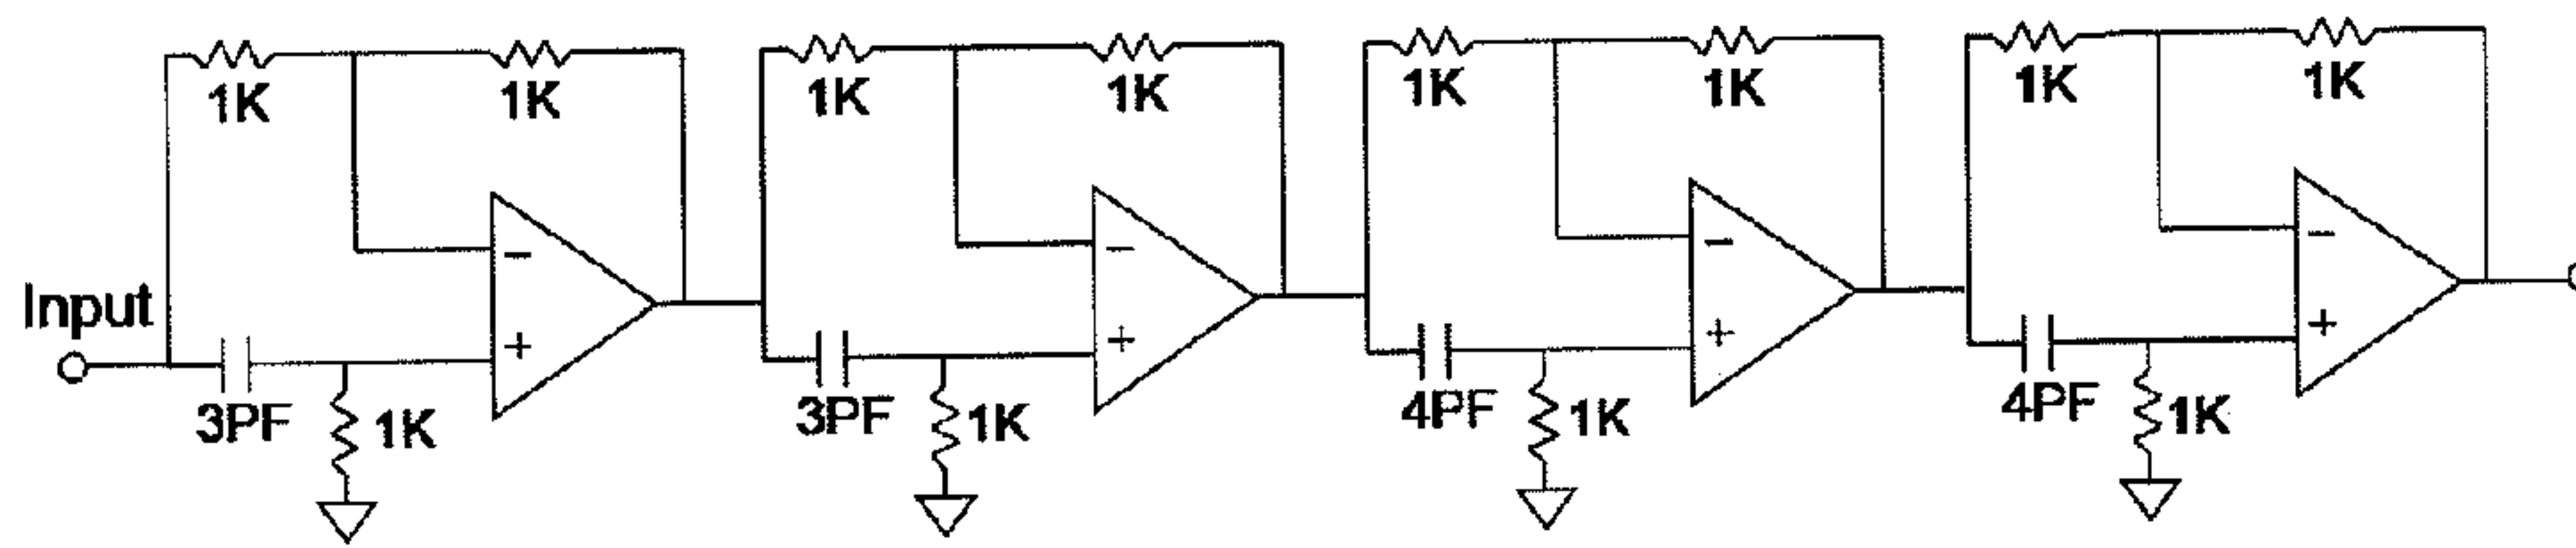 1K 1K 1K 1K 1K 1K 1K 1K
- - - -
Input
+ + + +
3PF 1K 3PF 1K 4PF 1K 4PF 1K